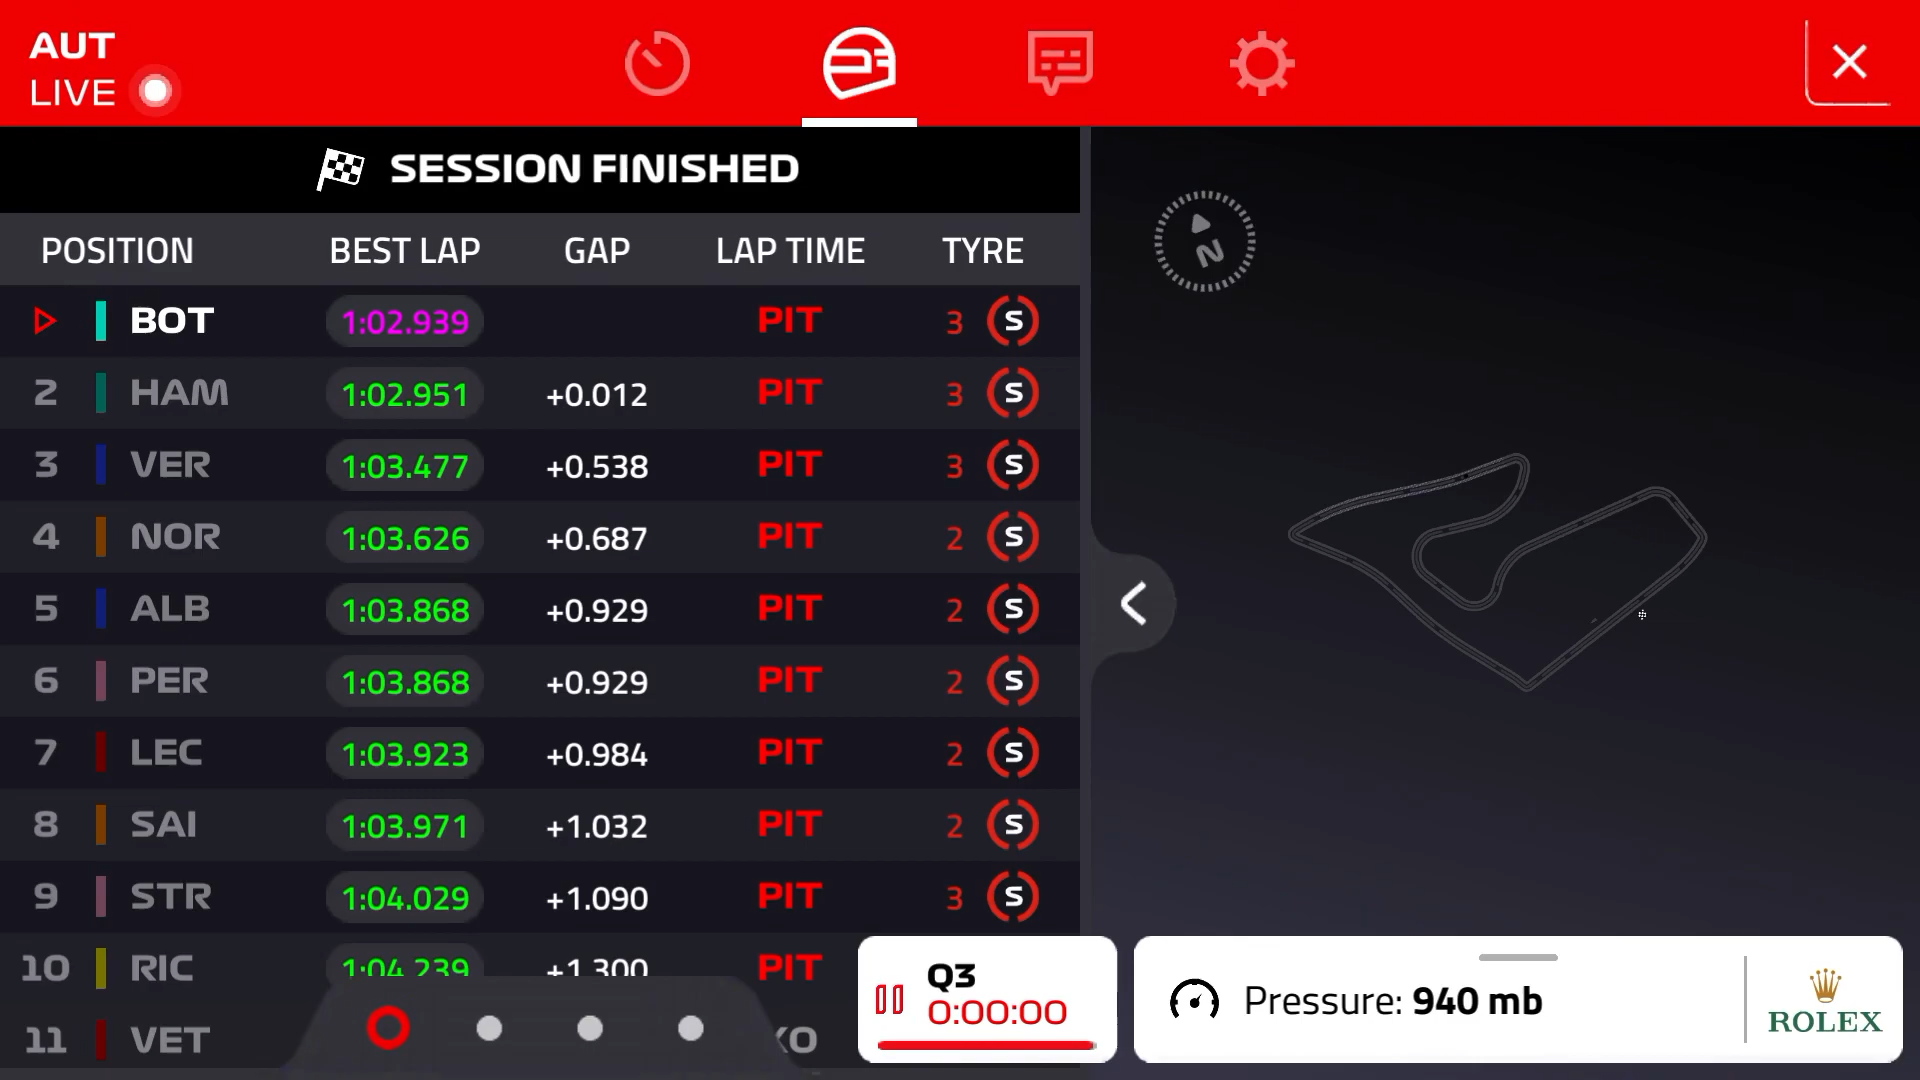 AUT
LIVE
SESSION FINISHED
POSITION BEST LAP GAP LAP TIME TYRE
BOT 1:02.939 PIT 3 S
2 HAM 1:02.951 +0.012 PIT 3 S
3 VER 1:03.477 +0.538 PIT 3 S
4 NOR 1:03.626 +0.687 PIT 2 S
5 ALB 1:03.868 +0.929 PIT 2 S
6 PER 1:03.868 +0.929 PIT 2 S
7 LEC 1:03.923 +0.984 PIT 2 S
8 SAI 1:03.971 +1.032 PIT 2 S
9 STR 1:04.029 +1.090 PIT 3 S
10 RIC 1:04.239 +1.300 PIT
11 VET
N
Q3
0:00:00
Pressure: 940 mb
ROLEX